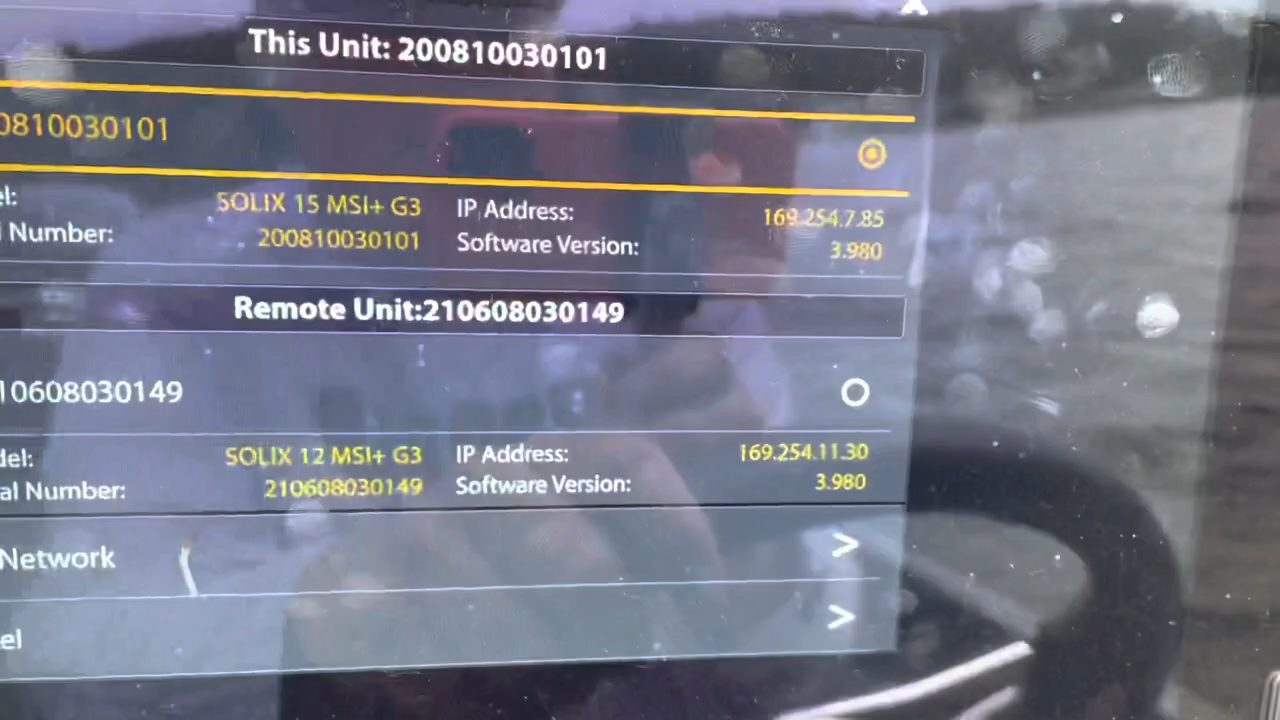 This Unit: 200810030101
0810030101
el: SOLIX 15 MSI+ G3 IP Address: 169.254.7.85
l Number: 200810030101 Software Version: 3.980
Remote Unit:210608030149
10608030149
del: SOLIX 12 MSI+ G3 IP Address: 169.254.11.30
al Number: 210608030149 Software Version: 3.980
Network >
el >